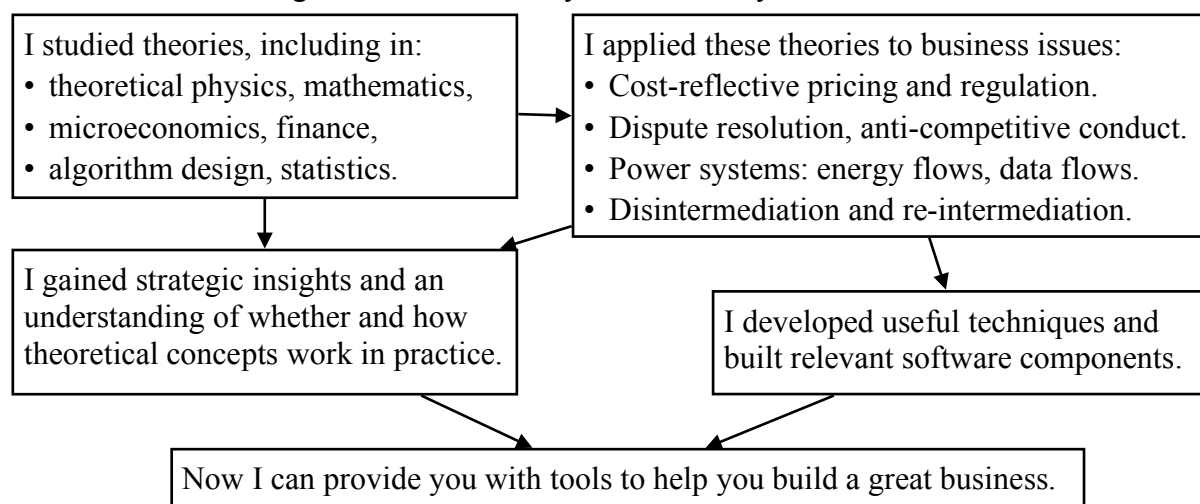 I studied theories, including in:
• theoretical physics, mathematics,
• microeconomics, finance,
• algorithm design, statistics.
I applied these theories to business issues:
• Cost-reflective pricing and regulation.
• Dispute resolution, anti-competitive conduct.
• Power systems: energy flows, data flows.
• Disintermediation and re-intermediation.
I gained strategic insights and an
understanding of whether and how
theoretical concepts work in practice.
I developed useful techniques and
built relevant software components.
Now I can provide you with tools to help you build a great business.